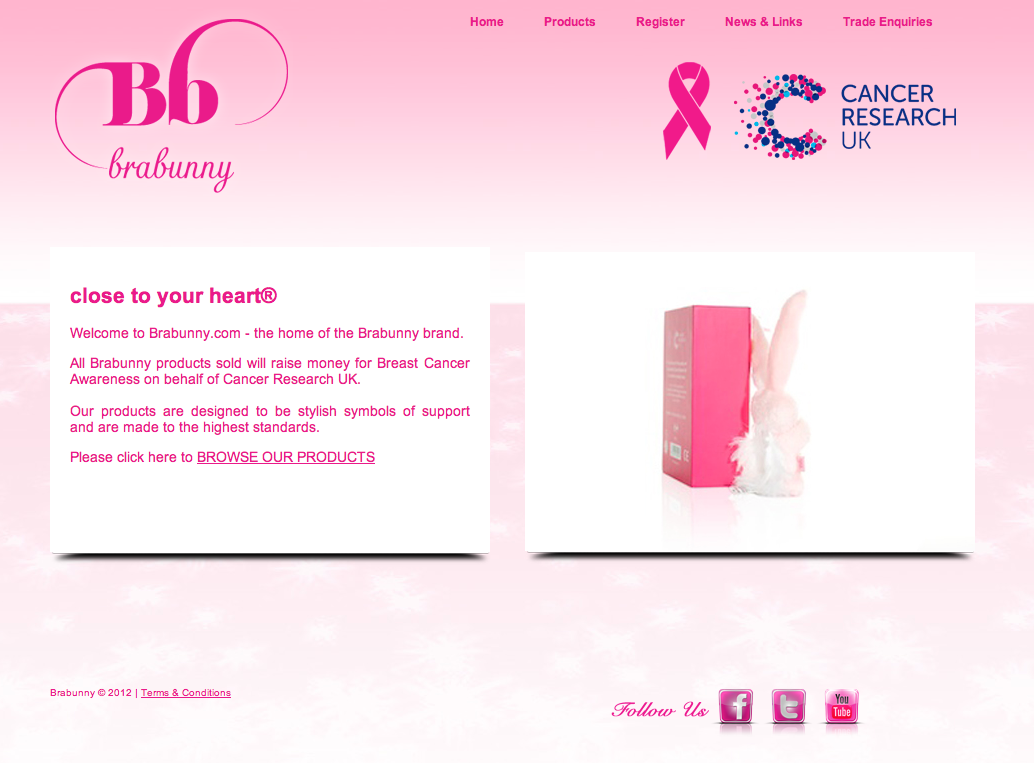 Home Products Register News & Links Trade Enquiries
Bb
brabunny
CANCER
RESEARCH
UK
close to your heart®
Welcome to Brabunny.com - the home of the Brabunny brand.
All Brabunny products sold will raise money for Breast Cancer
Awareness on behalf of Cancer Research UK.
Our products are designed to be stylish symbols of support
and are made to the highest standards.
Please click here to BROWSE OUR PRODUCTS
Brabunny © 2012 | Terms & Conditions
Follow Us f t You
Tube